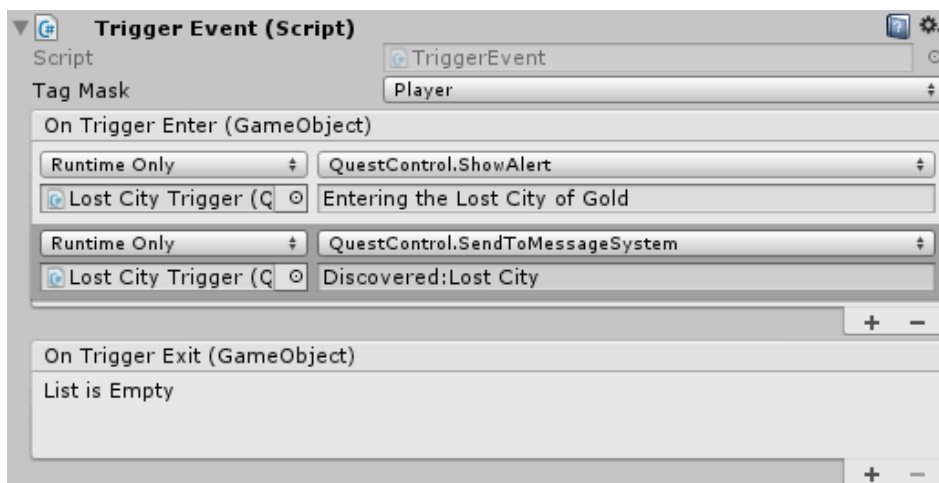 Trigger Event (Script)
Script TriggerEvent
Tag Mask Player
On Trigger Enter (GameObject)
Runtime Only QuestControl.ShowAlert
Lost City Trigger (Q Entering the Lost City of Gold
Runtime Only QuestControl.SendToMessageSystem
Lost City Trigger (Q Discovered:Lost City
+ −
On Trigger Exit (GameObject)
List is Empty
+ −